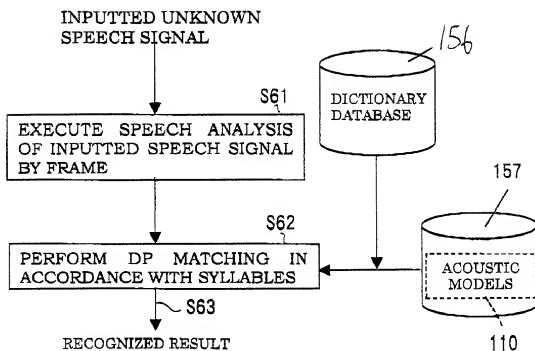 INPUTTED UNKNOWN
SPEECH SIGNAL
156
S61
DICTIONARY
DATABASE
EXECUTE SPEECH ANALYSIS
OF INPUTTED SPEECH SIGNAL
BY FRAME
157
S62
PERFORM DP MATCHING IN
ACCORDANCE WITH SYLLABLES
ACOUSTIC
MODELS
S63
110
RECOGNIZED RESULT